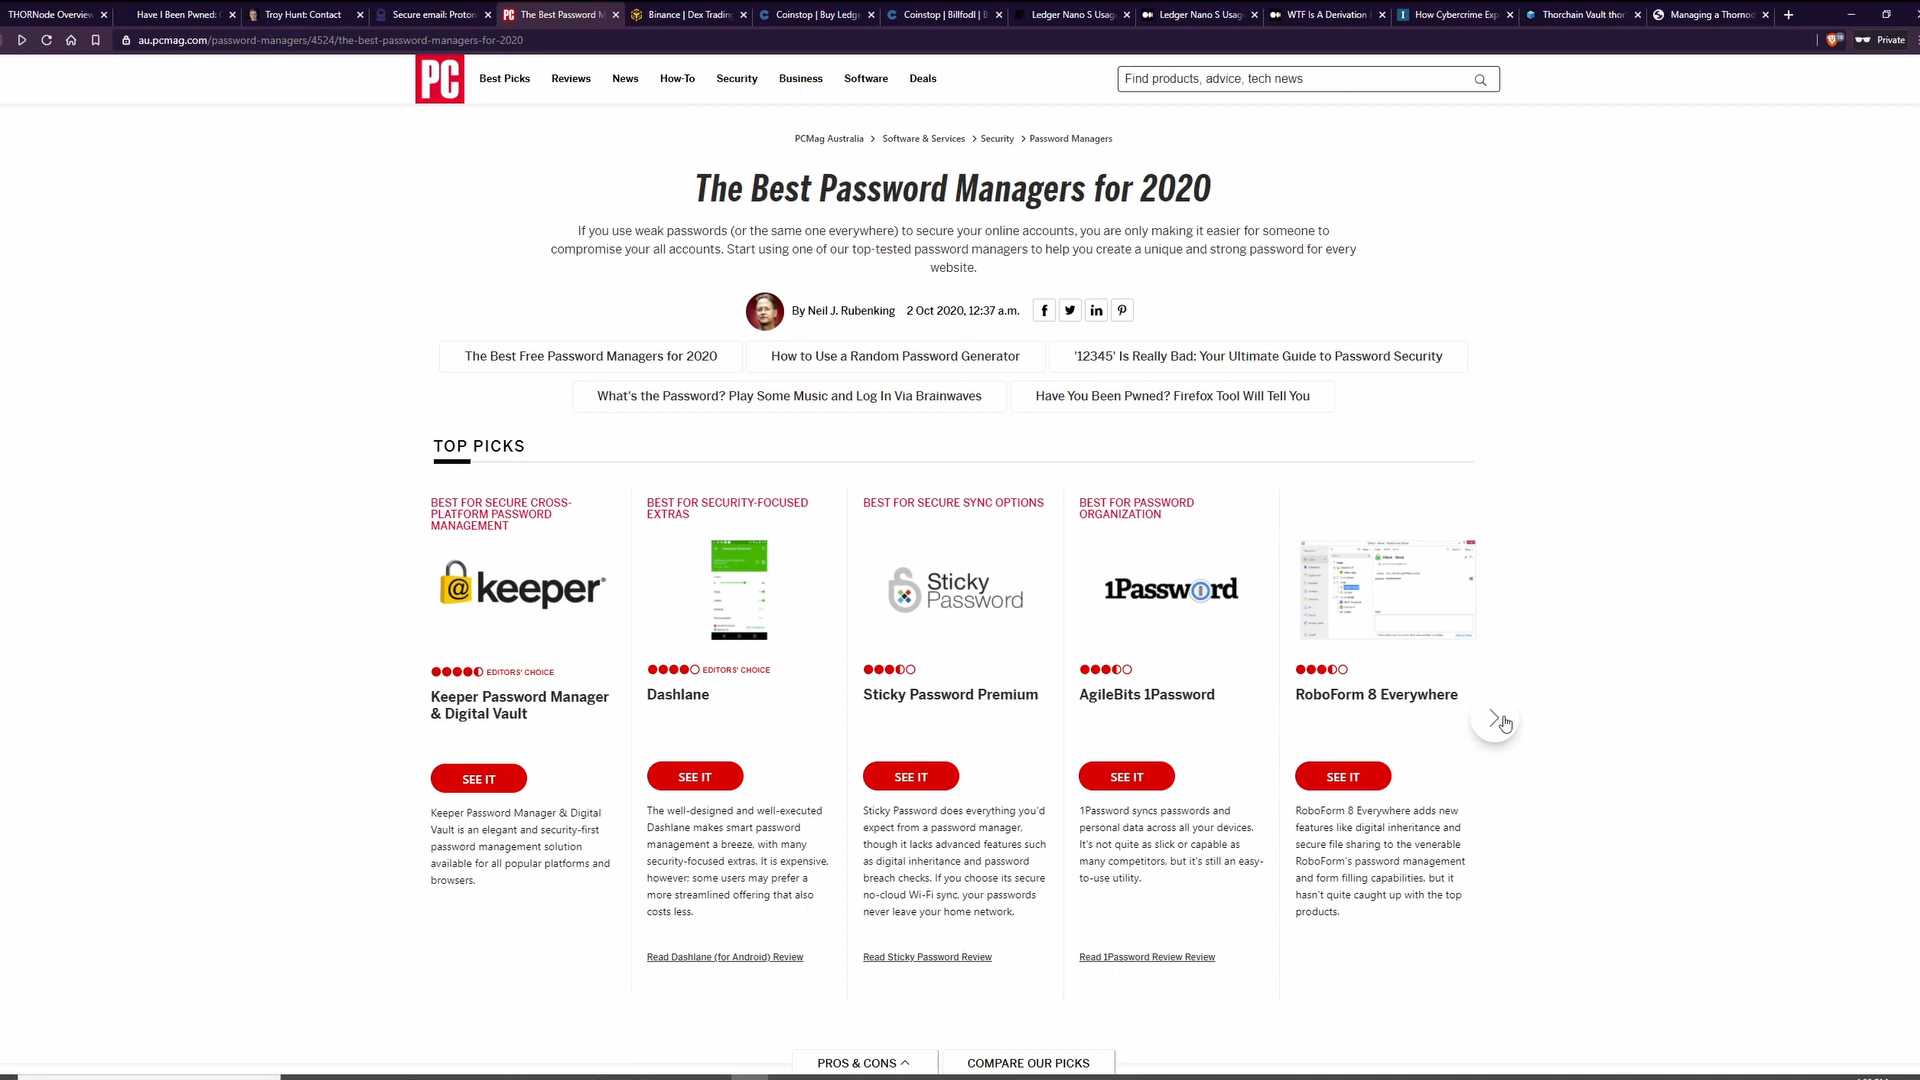 THORNode Overview
Have I Been Pwned:
Troy Hunt: Contact
Secure email: Proton
The Best Password M
Binance | Dex Trading
Coinstop | Buy Ledge
Coinstop | Billfodl | B
Ledger Nano S Usag
Ledger Nano S Usag
WTF Is A Derivation
How Cybercrime Exp
Thorchain Vault thor
Managing a Thornod
au.pcmag.com/password-managers/4524/the-best-password-managers-for-2020
Private
PC
Best Picks
Reviews
News
How-To
Security
Business
Software
Deals
Find products, advice, tech news
PCMag Australia > Software & Services > Security > Password Managers
The Best Password Managers for 2020
If you use weak passwords (or the same one everywhere) to secure your online accounts, you are only making it easier for someone to
compromise your all accounts. Start using one of our top-tested password managers to help you create a unique and strong password for every
website.
By Neil J. Rubenking 2 Oct 2020, 12:37 a.m.
The Best Free Password Managers for 2020
How to Use a Random Password Generator
'12345' Is Really Bad: Your Ultimate Guide to Password Security
What's the Password? Play Some Music and Log In Via Brainwaves
Have You Been Pwned? Firefox Tool Will Tell You
TOP PICKS
BEST FOR SECURE CROSS-
PLATFORM PASSWORD
MANAGEMENT
keeper
EDITORS' CHOICE
Keeper Password Manager
& Digital Vault
SEE IT
Keeper Password Manager & Digital
Vault is an elegant and security-first
password management solution
available for all popular platforms and
browsers.
BEST FOR SECURITY-FOCUSED
EXTRAS
EDITORS' CHOICE
Dashlane
SEE IT
The well-designed and well-executed
Dashlane makes smart password
management a breeze, with many
security-focused extras. It is expensive,
however; some users may prefer a
more streamlined offering that also
costs less.
Read Dashlane (for Android) Review
BEST FOR SECURE SYNC OPTIONS
Sticky
Password
Sticky Password Premium
SEE IT
Sticky Password does everything you'd
expect from a password manager,
though it lacks advanced features such
as digital inheritance and password
breach checks. If you choose its secure
no-cloud Wi-Fi sync, your passwords
never leave your home network.
Read Sticky Password Review
BEST FOR PASSWORD
ORGANIZATION
1Password
AgileBits 1Password
SEE IT
1Password syncs passwords and
personal data across all your devices.
It's not quite as slick or capable as
many competitors, but it's still an easy-
to-use utility.
Read 1Password Review Review
RoboForm 8 Everywhere
SEE IT
RoboForm 8 Everywhere adds new
features like digital inheritance and
secure file sharing to the venerable
RoboForm's password management
and form filling capabilities, but it
hasn't quite caught up with the top
products.
PROS & CONS
COMPARE OUR PICKS